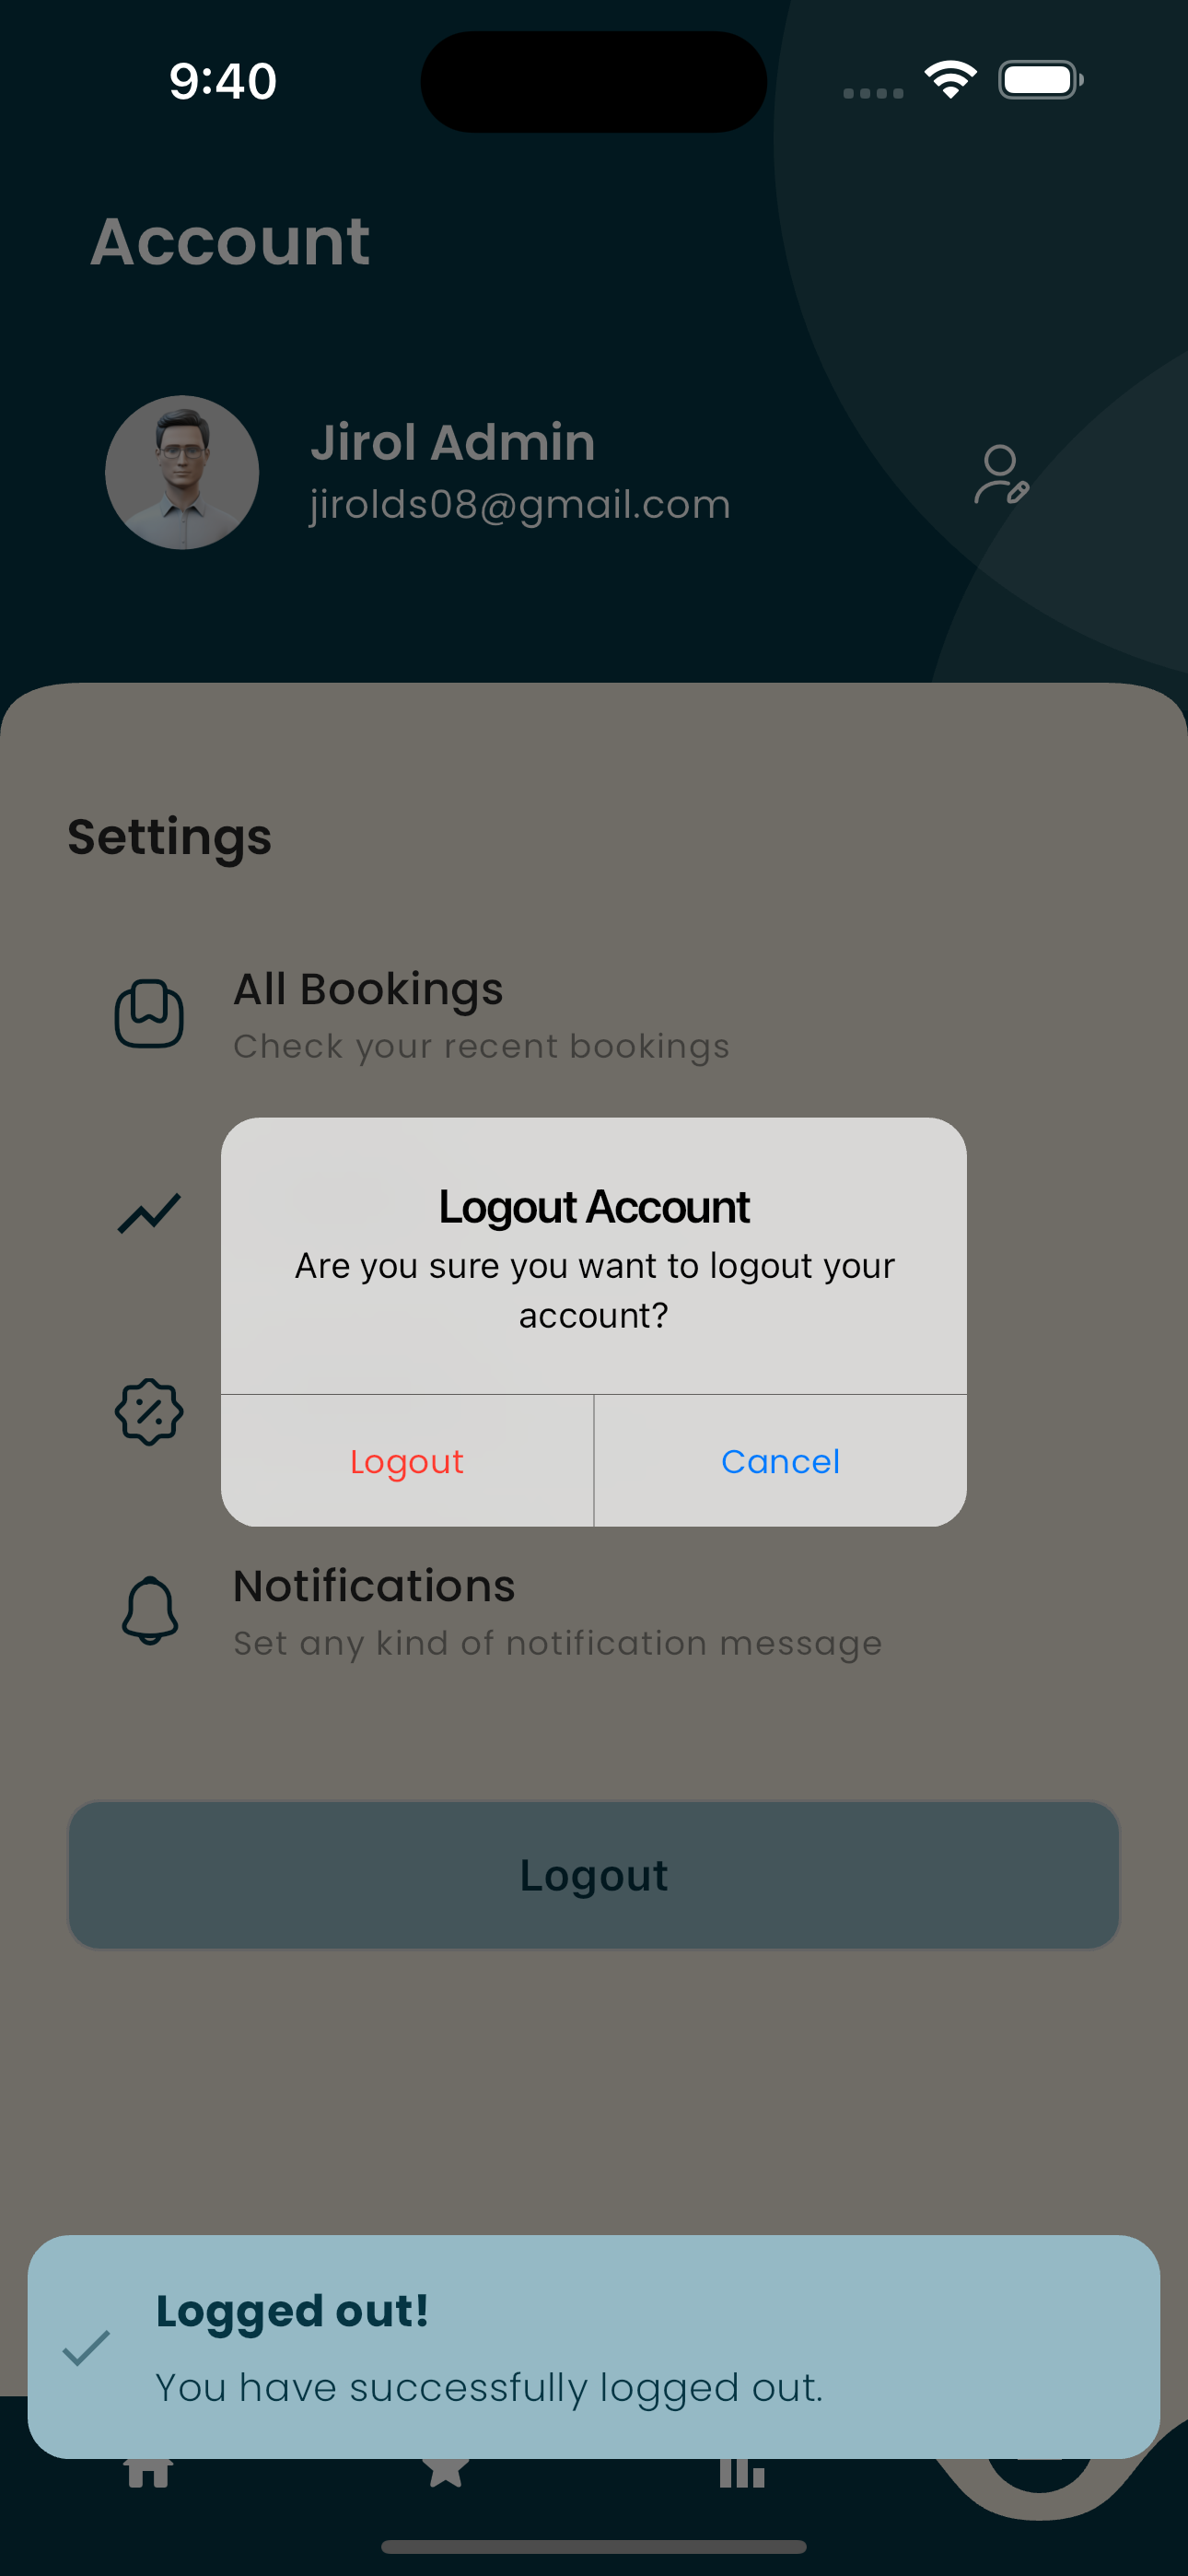 9:40
Account
Jirol Admin
jirolds08@gmail.com
Settings
All Bookings
Check your recent bookings
Logout Account
Are you sure you want to logout your
account?
Logout
Cancel
Notifications
Set any kind of notification message
Logout
Logged out!
You have successfully logged out.